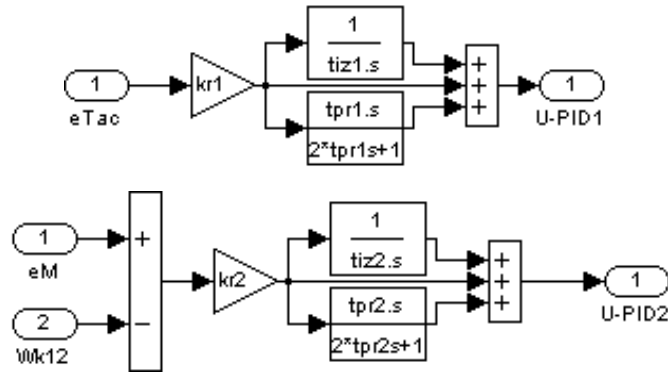 1
eTac
kr1
1
tiz1.s
tpr1.s
2*tpr1s+1
+
+
+
1
U-PID1
1
eM
2
Wk12
+
−
kr2
1
tiz2.s
tpr2.s
2*tpr2s+1
+
+
+
1
U-PID2